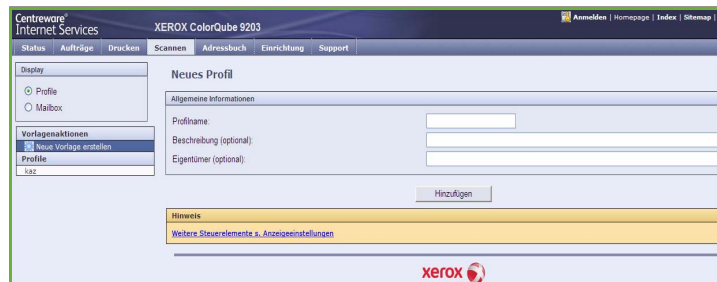 Centreware®
Internet Services
XEROX ColorQube 9203
Anmelden | Homepage | Index | Sitemap |
Status Aufträge Drucken Scannen Adressbuch Einrichtung Support
Display
Profile
Mailbox
Vorlagenaktionen
Neue Vorlage erstellen
Profile
kaz
Neues Profil
Allgemeine Informationen
Profilname:
Beschreibung (optional):
Eigentümer (optional):
Hinzufügen
Hinweis
Weitere Steuerelemente s. Anzeigeeinstellungen
xerox